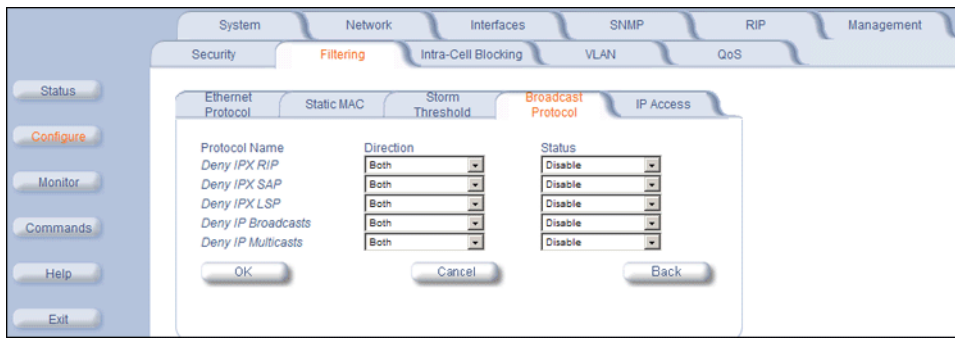 System Network Interfaces SNMP RIP Management
Security Filtering Intra-Cell Blocking VLAN QoS
Status
Configure
Monitor
Commands
Help
Exit
Ethernet Protocol Static MAC Storm Threshold Broadcast Protocol IP Access
Protocol Name Direction Status
Deny IPX RIP Both Disable
Deny IPX SAP Both Disable
Deny IPX LSP Both Disable
Deny IP Broadcasts Both Disable
Deny IP Multicasts Both Disable
OK Cancel Back